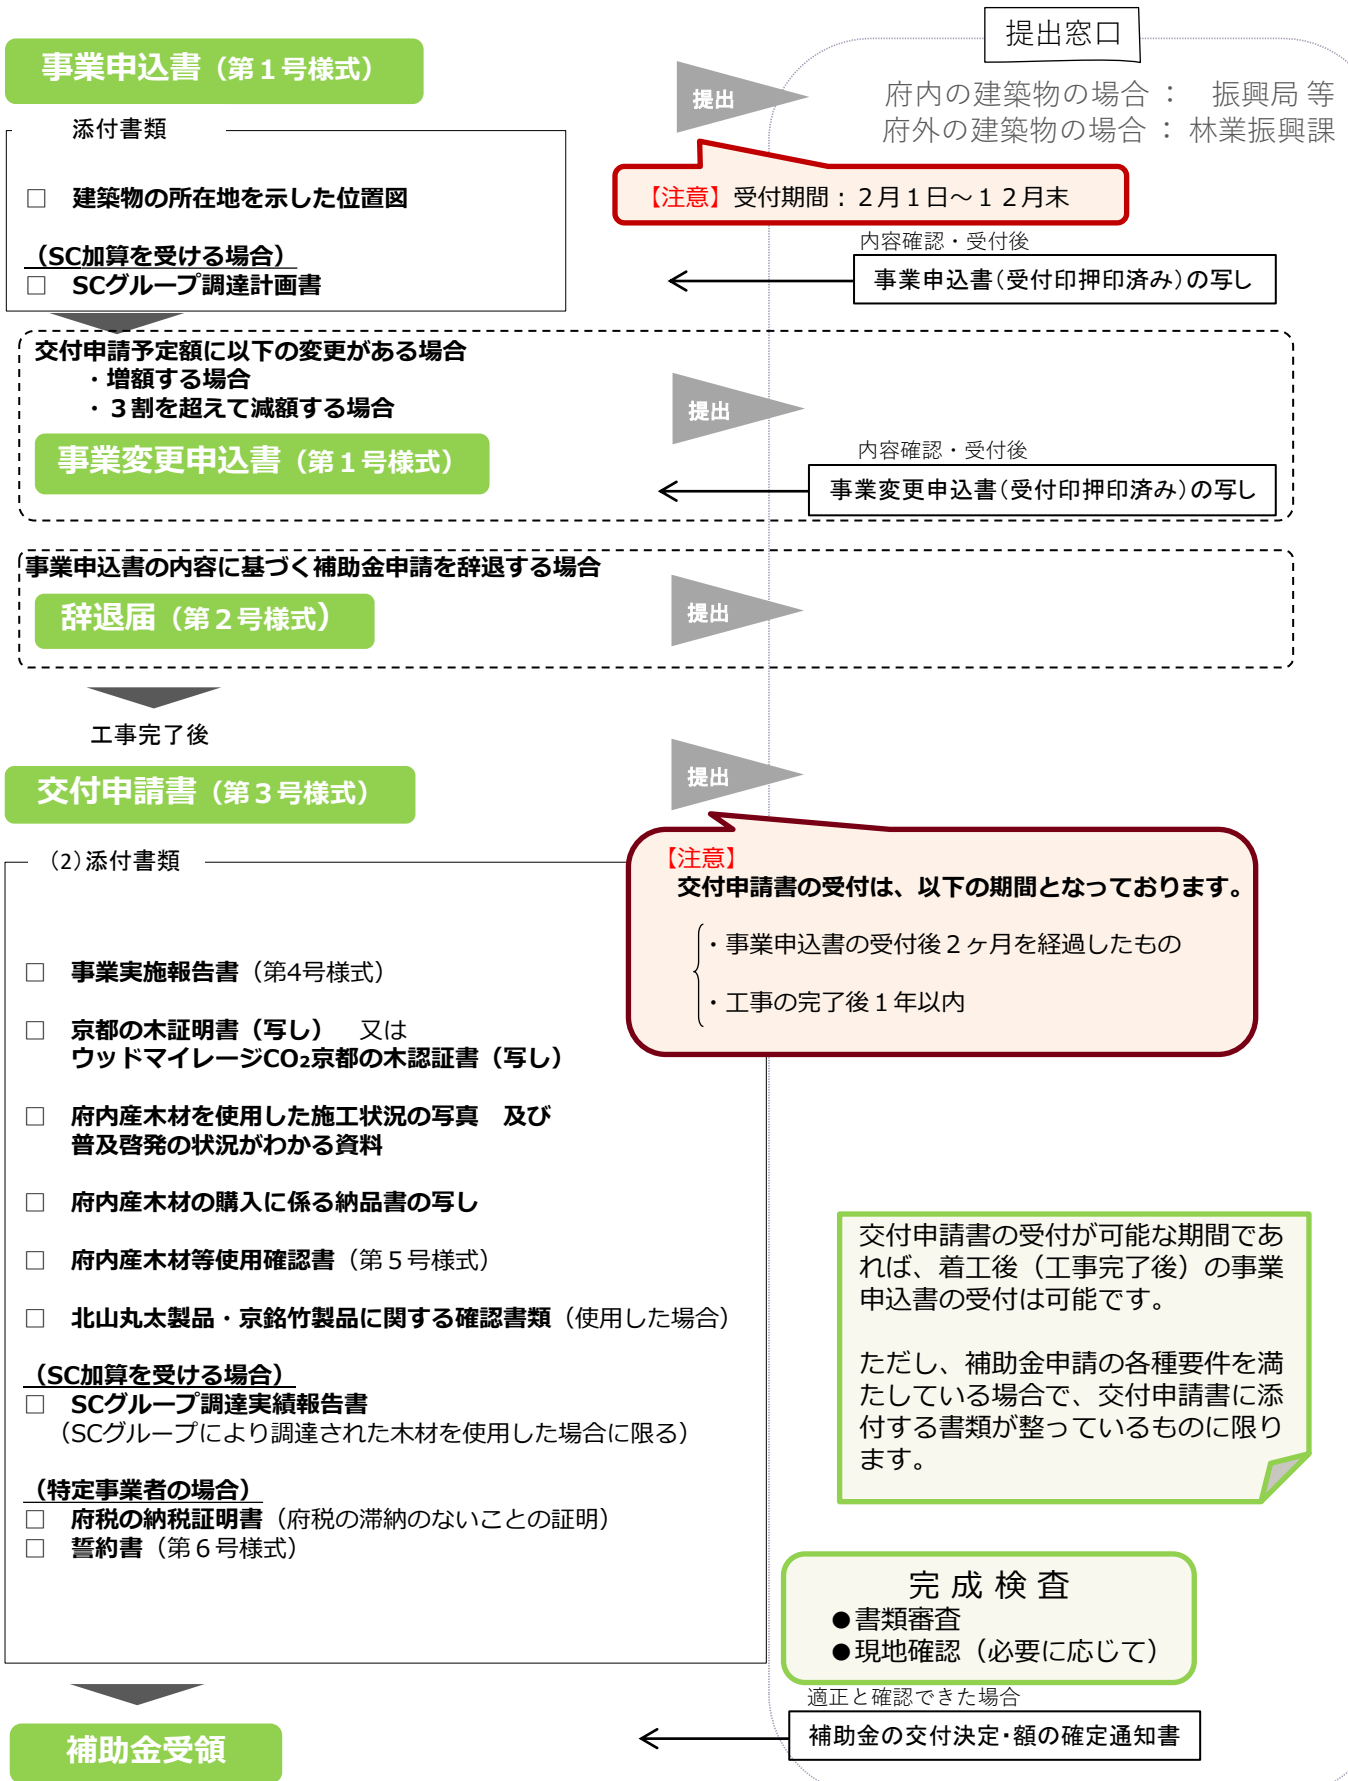 提出窓口
事業申込書（第１号様式）
提出
府内の建築物の場合 ： 振興局 等
府外の建築物の場合 ： 林業振興課
添付書類
□ 建築物の所在地を示した位置図
（SC加算を受ける場合）
□ SCグループ調達計画書
【注意】受付期間：２月１日～１２月末
内容確認・受付後
事業申込書（受付印押印済み）の写し
交付申請予定額に以下の変更がある場合
・増額する場合
・３割を超えて減額する場合
提出
事業変更申込書（第１号様式）
内容確認・受付後
事業変更申込書（受付印押印済み）の写し
事業申込書の内容に基づく補助金申請を辞退する場合
辞退届（第２号様式）
提出
工事完了後
交付申請書（第３号様式）
提出
【注意】
交付申請書の受付は、以下の期間となっております。
・事業申込書の受付後２ヶ月を経過したもの
・工事の完了後１年以内
（2）添付書類
□ 事業実施報告書（第4号様式）
□ 京都の木証明書（写し） 又は
ウッドマイレージCO₂京都の木認証書（写し）
□ 府内産木材を使用した施工状況の写真 及び
普及啓発の状況がわかる資料
□ 府内産木材の購入に係る納品書の写し
□ 府内産木材等使用確認書（第５号様式）
□ 北山丸太製品・京銘竹製品に関する確認書類（使用した場合）
（SC加算を受ける場合）
□ SCグループ調達実績報告書
（SCグループにより調達された木材を使用した場合に限る）
（特定事業者の場合）
□ 府税の納税証明書（府税の滞納のないことの証明）
□ 誓約書（第６号様式）
交付申請書の受付が可能な期間であ
れば、着工後（工事完了後）の事業
申込書の受付は可能です。
ただし、補助金申請の各種要件を満
たしている場合で、交付申請書に添
付する書類が整っているものに限り
ます。
完 成 検 査
●書類審査
●現地確認（必要に応じて）
適正と確認できた場合
補助金の交付決定・額の確定通知書
補助金受領